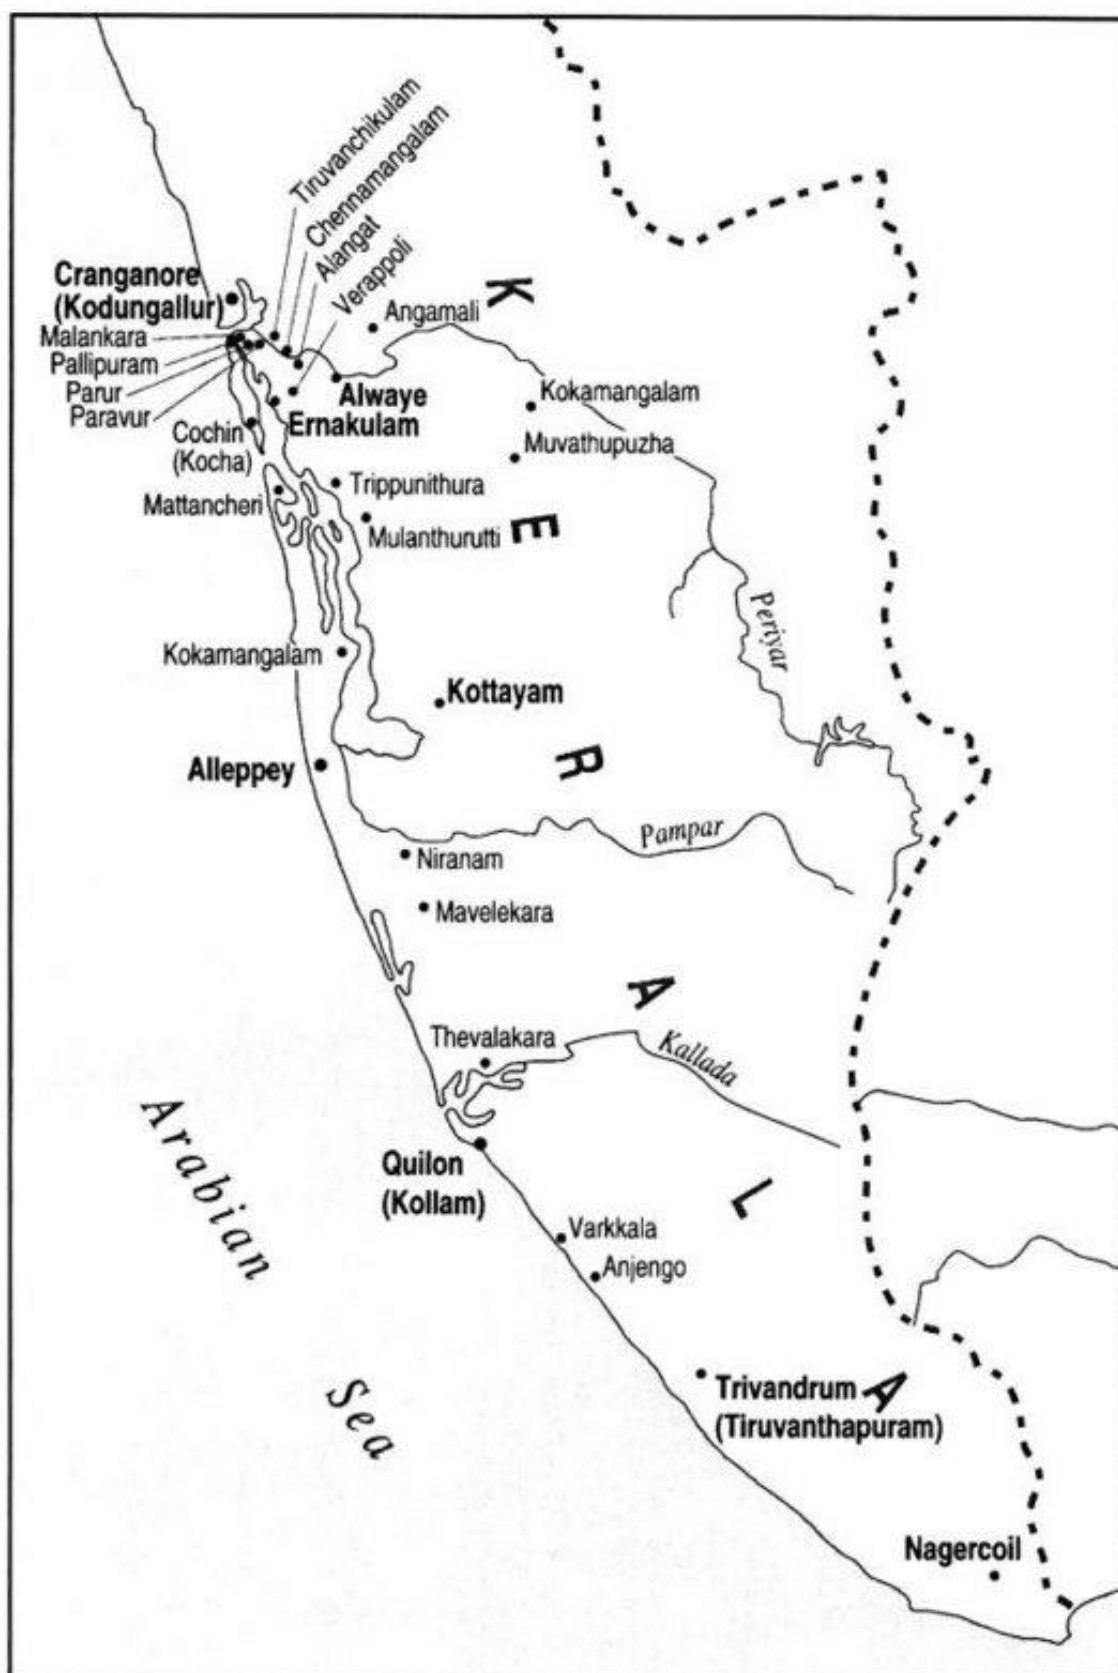 Tiruvanchikulam
Chennamangalam
Alangat
Verappoli
Cranganore
(Kodungallur)
K
Angamali
Malankara
Pallipuram
Parur
Paravur
Alwaye
Kokamangalam
Ernakulam
Cochin
(Kocha)
Muvathupuzha
Mattancheri
Trippunithura
E
Mulanthurutti
Periyar
Kokamangalam
Kottayam
R
Alleppey
Pampar
Niranam
Mavelekara
A
Thevalakara
Kallada
Arabian
Quilon
(Kollam)
L
Varkkala
Anjengo
Sea
Trivandrum
(Tiruvanthapuram)
A
Nagercoil